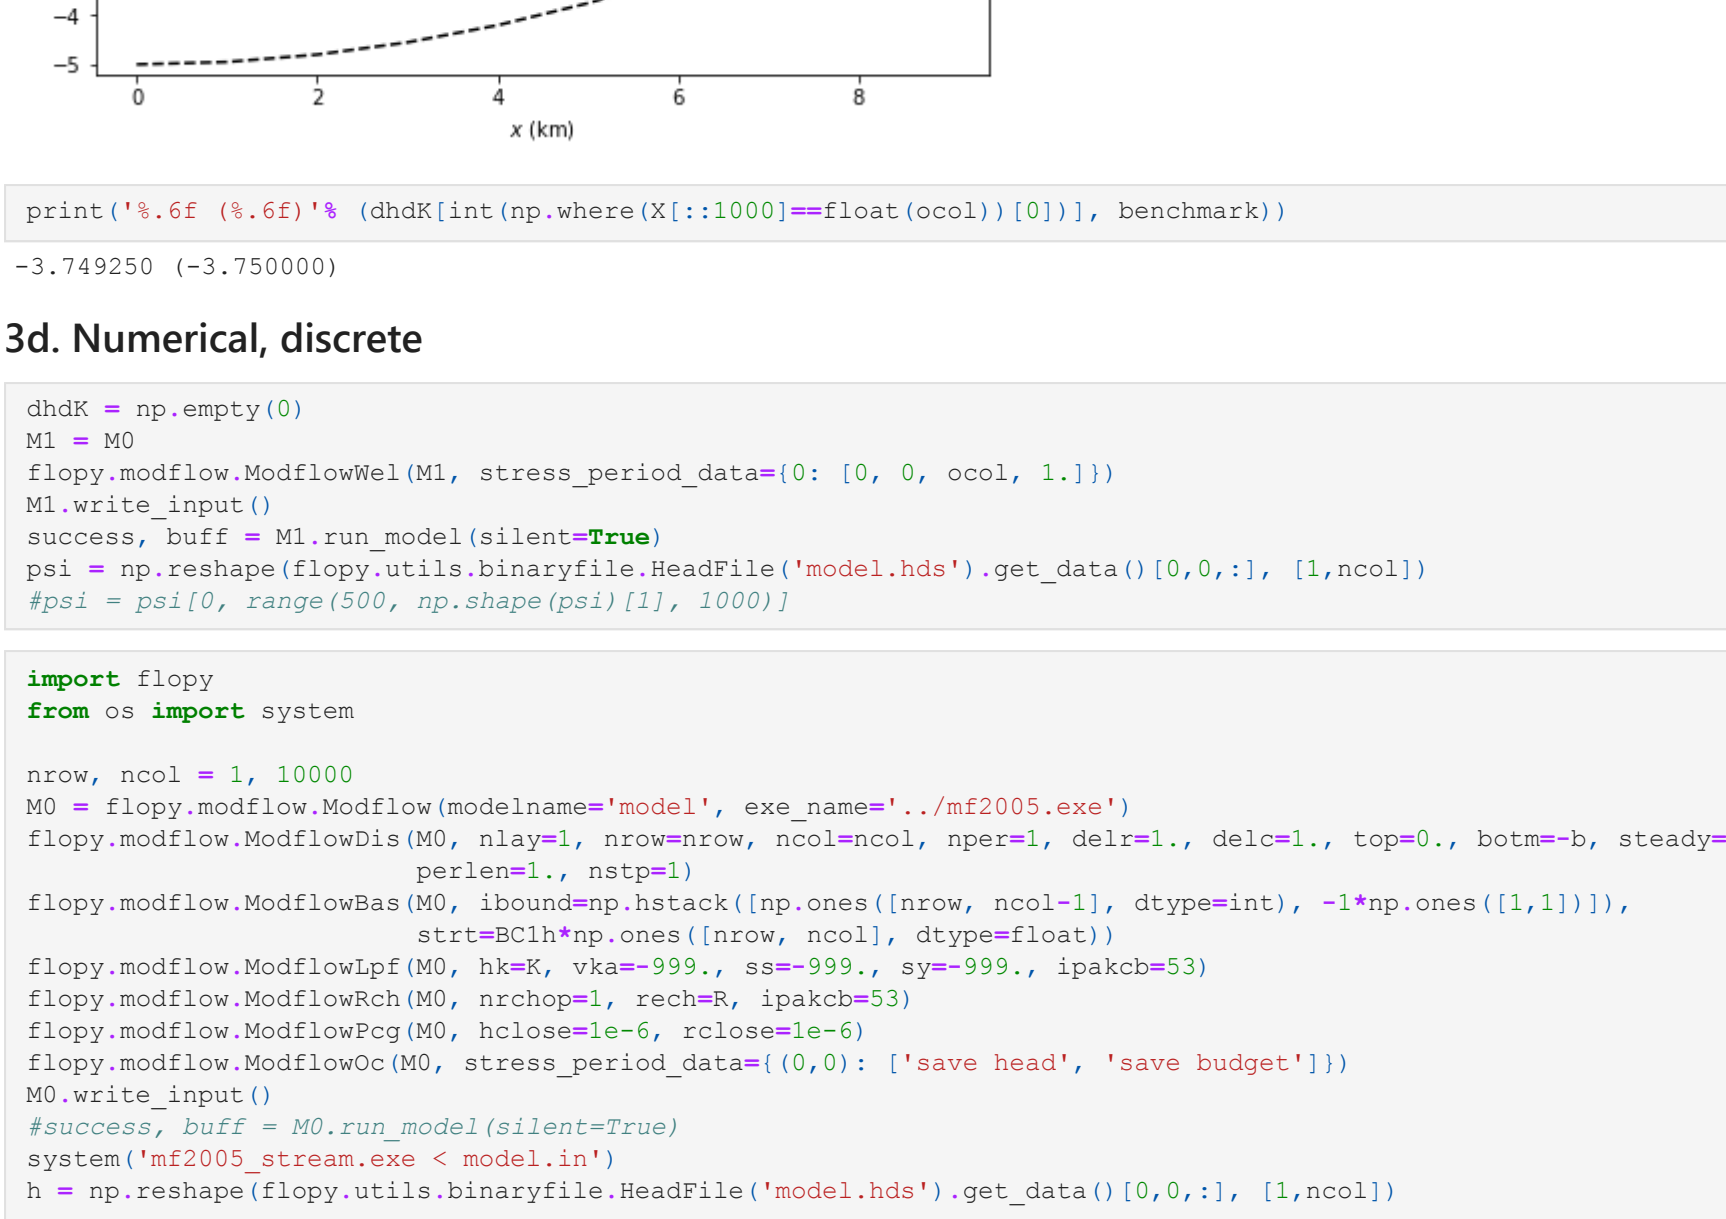 −4
−5
0 2 4 6 8
x (km)
print('%.6f (%.6f)'% (dhdK[int(np.where(X[::1000]==float(ocol))[0])], benchmark))
-3.749250 (-3.750000)
3d. Numerical, discrete
dhdK = np.empty(0)
M1 = M0
flopy.modflow.ModflowWel(M1, stress_period_data={0: [0, 0, ocol, 1.]})
M1.write_input()
success, buff = M1.run_model(silent=True)
psi = np.reshape(flopy.utils.binaryfile.HeadFile('model.hds').get_data()[0,0,:], [1,ncol])
#psi = psi[0, range(500, np.shape(psi)[1], 1000)]
import flopy
from os import system
nrow, ncol = 1, 10000
M0 = flopy.modflow.Modflow(modelname='model', exe_name='../mf2005.exe')
flopy.modflow.ModflowDis(M0, nlay=1, nrow=nrow, ncol=ncol, nper=1, delr=1., delc=1., top=0., botm=-b, steady=
perlen=1., nstp=1)
flopy.modflow.ModflowBas(M0, ibound=np.hstack([np.ones([nrow, ncol-1], dtype=int), -1*np.ones([1,1])]),
strt=BC1h*np.ones([nrow, ncol], dtype=float))
flopy.modflow.ModflowLpf(M0, hk=K, vka=-999., ss=-999., sy=-999., ipakcb=53)
flopy.modflow.ModflowRch(M0, nrchop=1, rech=R, ipakcb=53)
flopy.modflow.ModflowPcg(M0, hclose=1e-6, rclose=1e-6)
flopy.modflow.ModflowOc(M0, stress_period_data={(0,0): ['save head', 'save budget']})
M0.write_input()
#success, buff = M0.run_model(silent=True)
system('mf2005_stream.exe < model.in')
h = np.reshape(flopy.utils.binaryfile.HeadFile('model.hds').get_data()[0,0,:], [1,ncol])